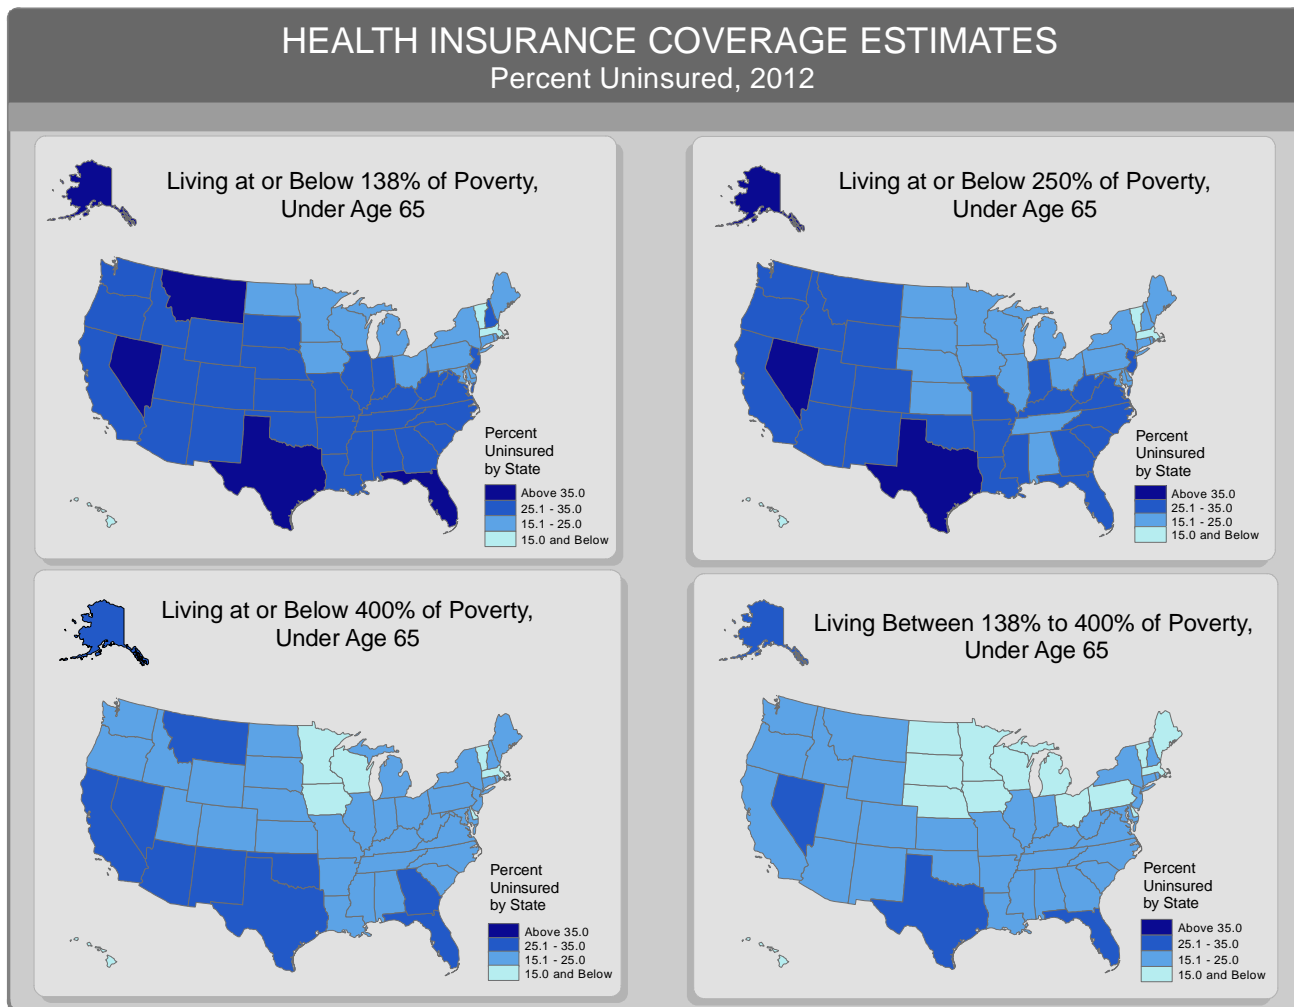 HEALTH INSURANCE COVERAGE ESTIMATES
Percent Uninsured, 2012
Living at or Below 138% of Poverty,
Under Age 65
Percent
Uninsured
by State
Above 35.0
25.1 - 35.0
15.1 - 25.0
15.0 and Below
Living at or Below 250% of Poverty,
Under Age 65
Percent
Uninsured
by State
Above 35.0
25.1 - 35.0
15.1 - 25.0
15.0 and Below
Living at or Below 400% of Poverty,
Under Age 65
Percent
Uninsured
by State
Above 35.0
25.1 - 35.0
15.1 - 25.0
15.0 and Below
Living Between 138% to 400% of Poverty,
Under Age 65
Percent
Uninsured
by State
Above 35.0
25.1 - 35.0
15.1 - 25.0
15.0 and Below